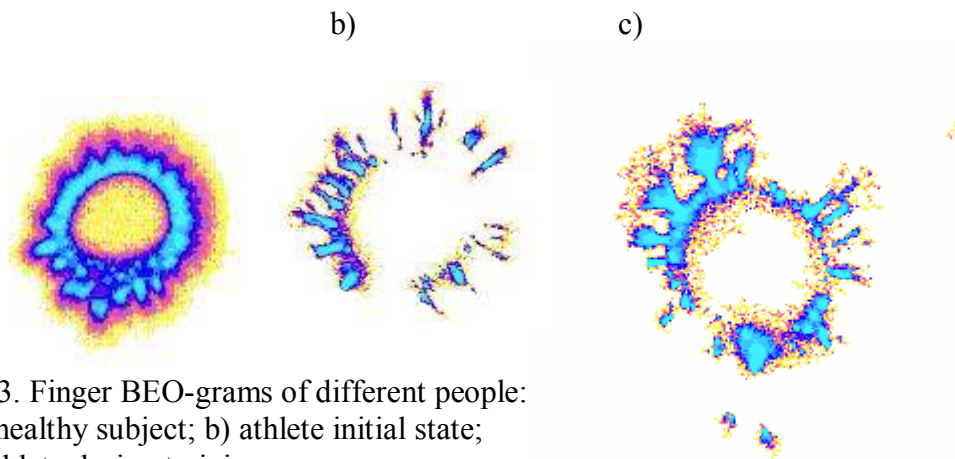 b) c)
3. Finger BEO-grams of different people:
healthy subject; b) athlete initial state;